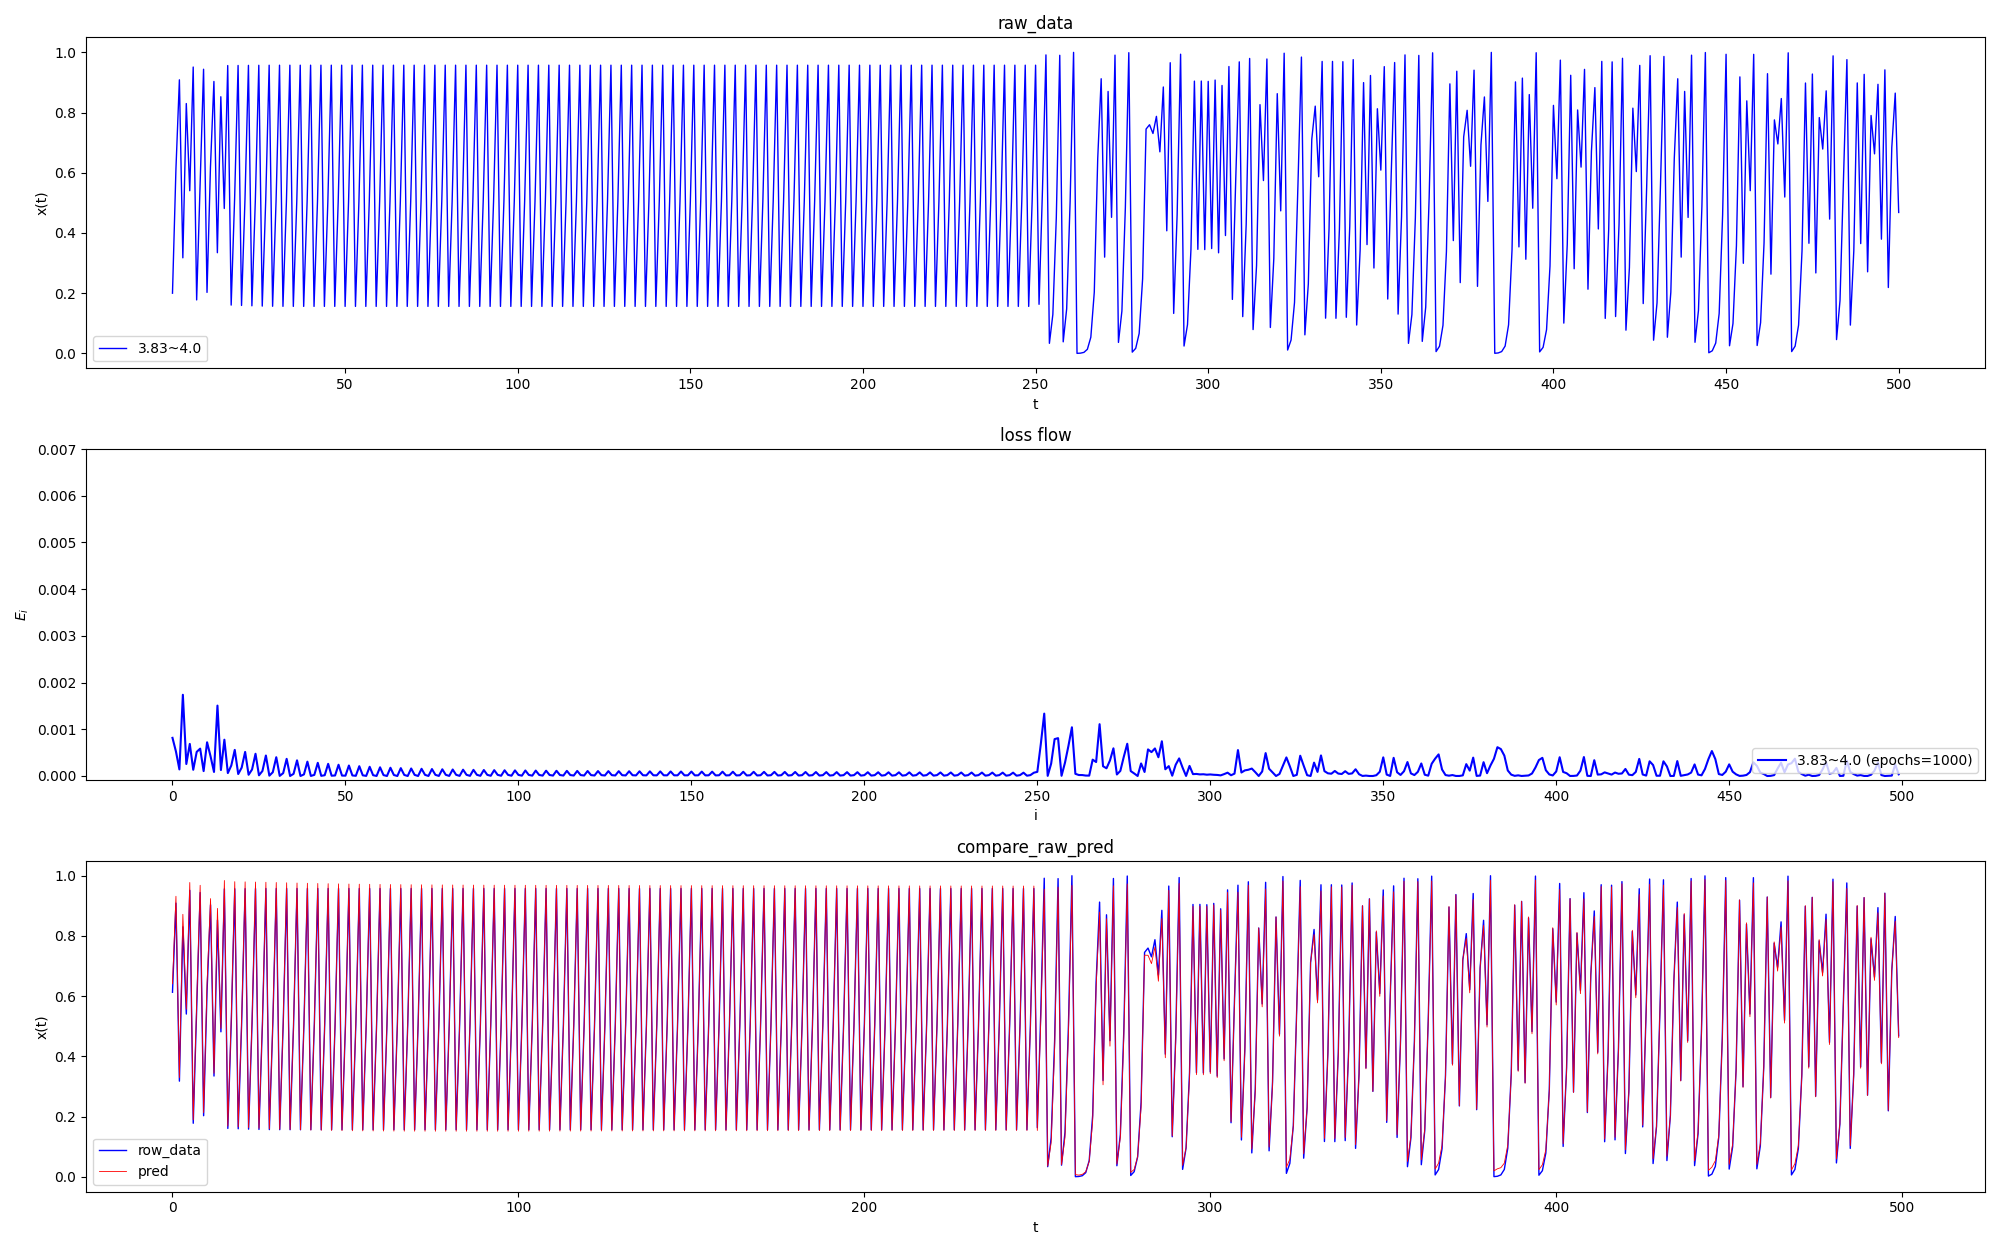 raw_data
1.0
0.8
0.6
0.4
0.2
0.0
x(t)
3.83~4.0
50 100 150 200 250 300 350 400 450 500
t
loss flow
0.007
0.006
0.005
0.004
0.003
0.002
0.001
0.000
E_i
3.83~4.0 (epochs=1000)
0 50 100 150 200 250 300 350 400 450 500
i
compare_raw_pred
1.0
0.8
0.6
0.4
0.2
0.0
x(t)
row_data
pred
0 100 200 300 400 500
t